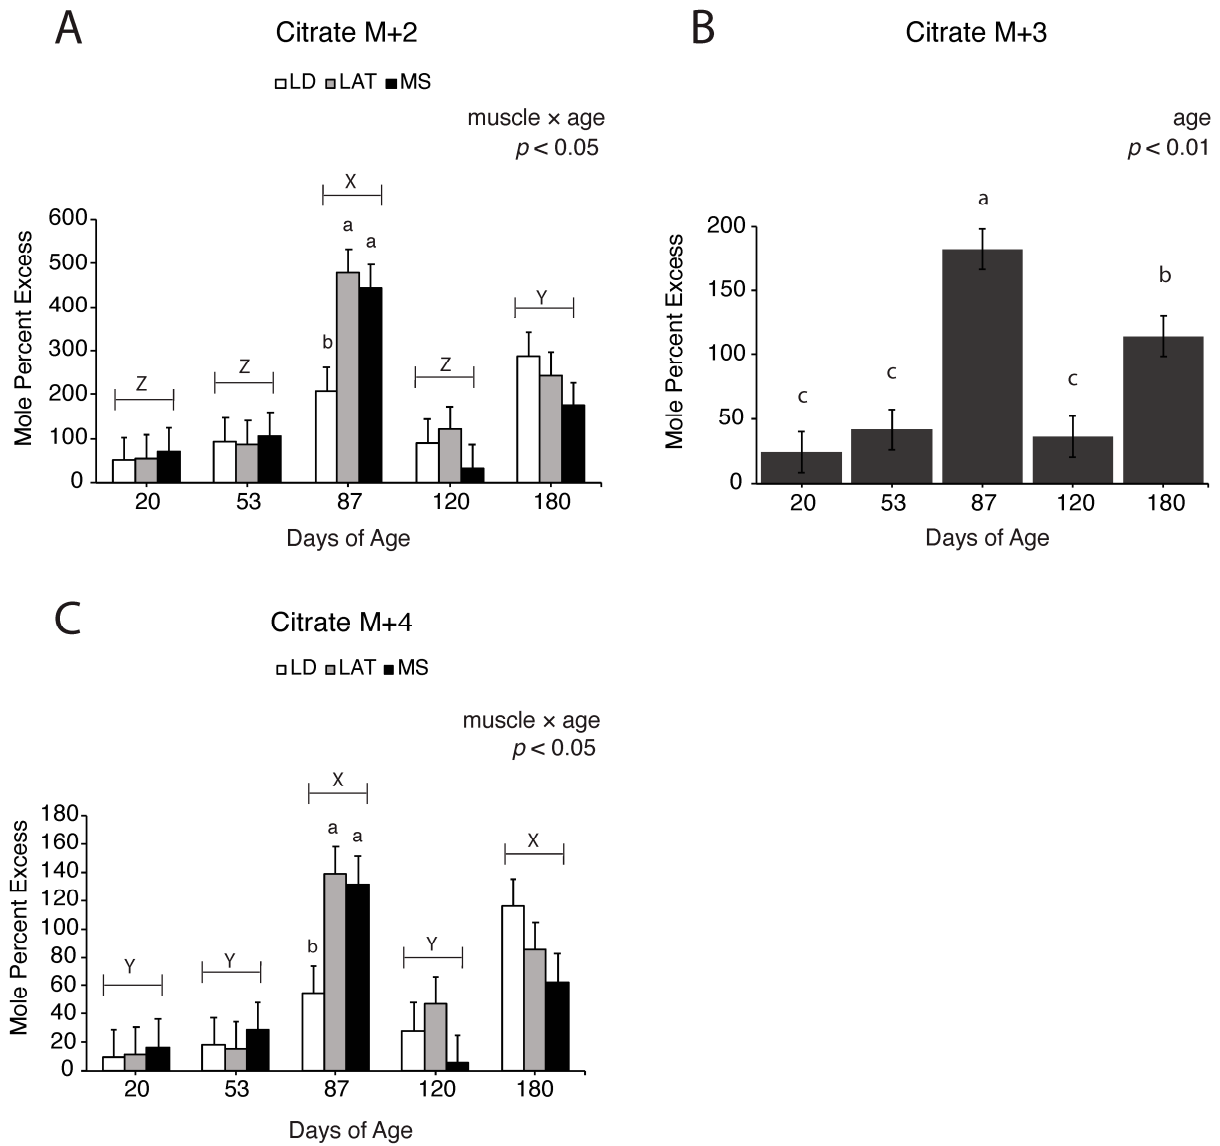 A
Citrate M+2
LD LAT MS
muscle × age
p < 0.05
X
a
a
b
Y
Z
Z
Z
600
500
400
300
200
100
0
Mole Percent Excess
20 53 87 120 180
Days of Age
B
Citrate M+3
age
p < 0.01
a
b
c
c
c
200
150
100
50
0
Mole Percent Excess
20 53 87 120 180
Days of Age
C
Citrate M+4
LD LAT MS
muscle × age
p < 0.05
X
a
a
X
b
Y
Y
Y
180
160
140
120
100
80
60
40
20
0
Mole Percent Excess
20 53 87 120 180
Days of Age